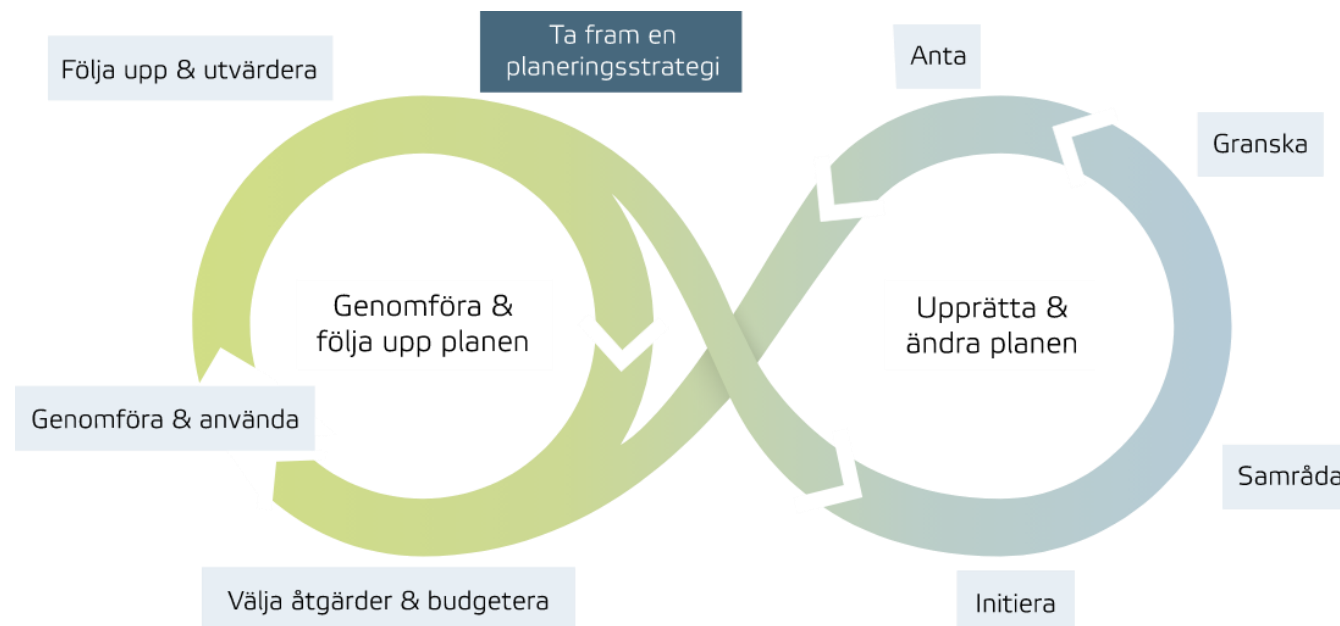 Ta fram en
planeringsstrategi
Följa upp & utvärdera
Anta
Granska
Genomföra &
följa upp planen
Upprätta &
ändra planen
Genomföra & använda
Samråda
Välja åtgärder & budgetera
Initiera